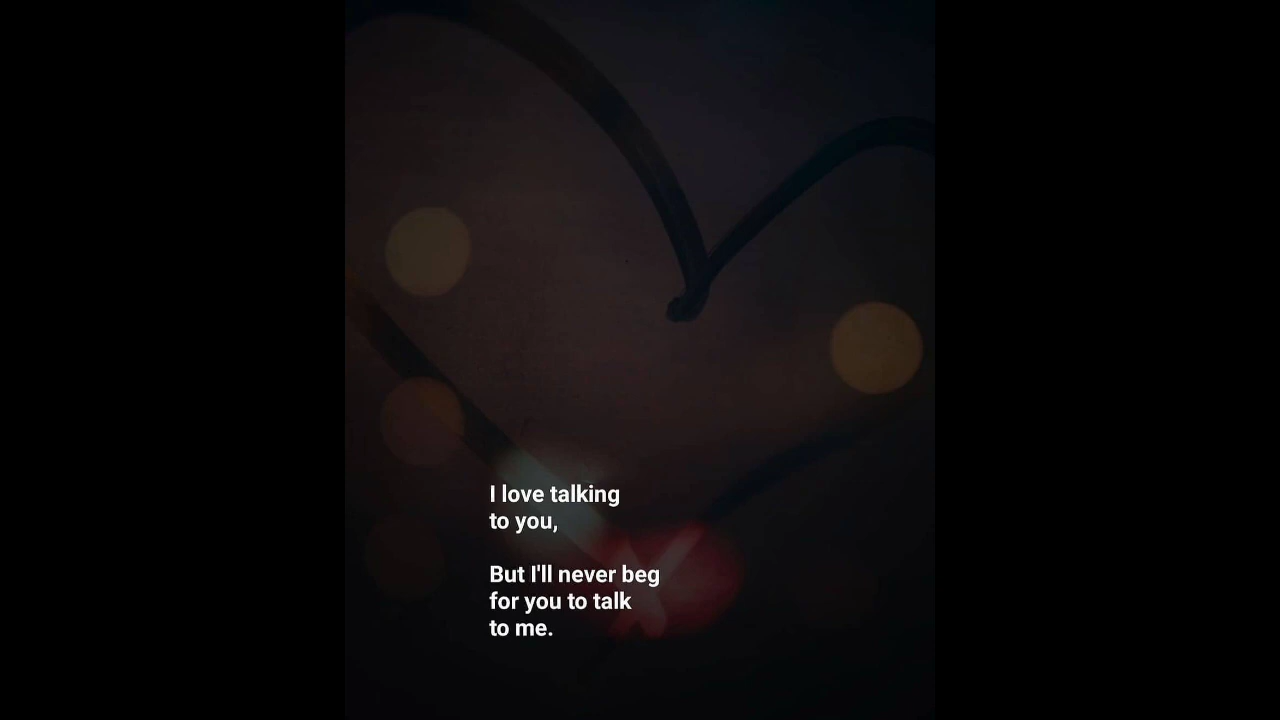 I love talking
to you,
But I'll never beg
for you to talk
to me.